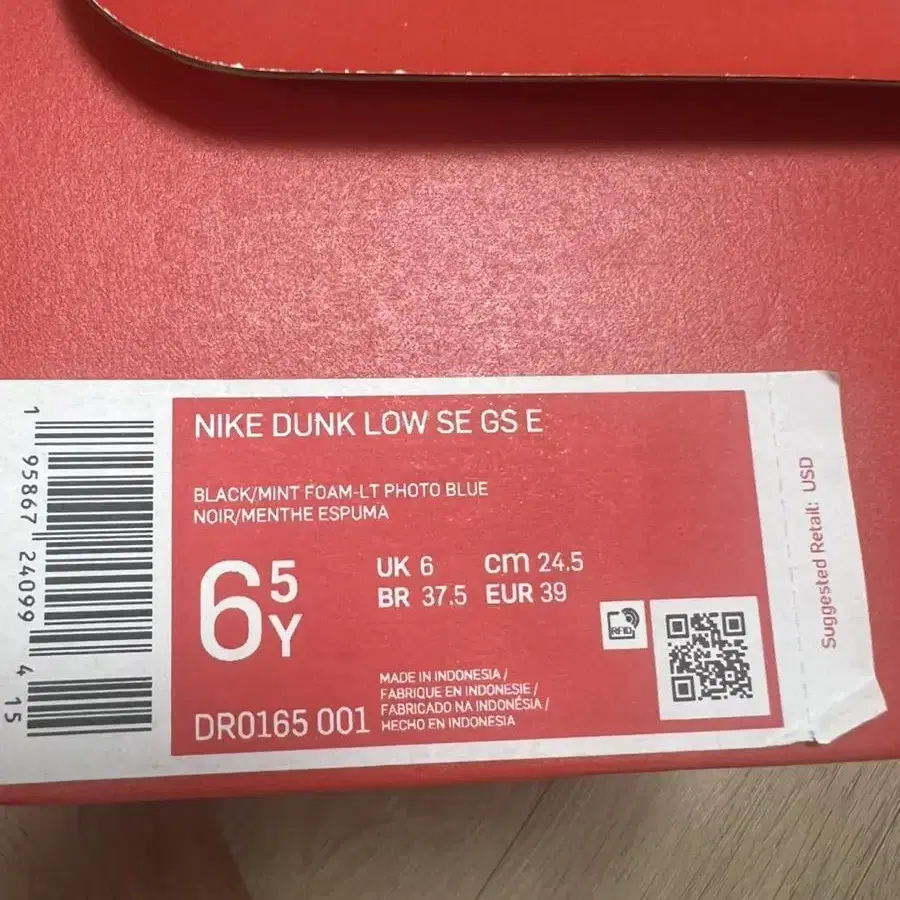 NIKE DUNK LOW SE GS E
BLACK/MINT FOAM-LT PHOTO BLUE
NOIR/MENTHE ESPUMA
6 5 Y
UK 6 cm 24.5
BR 37.5 EUR 39
MADE IN INDONESIA /
FABRIQUE EN INDONESIE /
FABRICADO NA INDONÉSIA /
HECHO EN INDONESIA
DR0165 001
1 95867 24099 4 15
RFID
Suggested Retail: USD